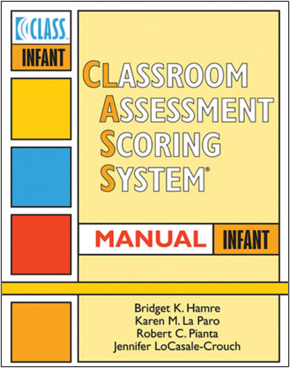 CLASS
INFANT
CLASSROOM
ASSESSMENT
SCORING
SYSTEM®
MANUAL INFANT
Bridget K. Hamre
Karen M. La Paro
Robert C. Pianta
Jennifer LoCasale-Crouch